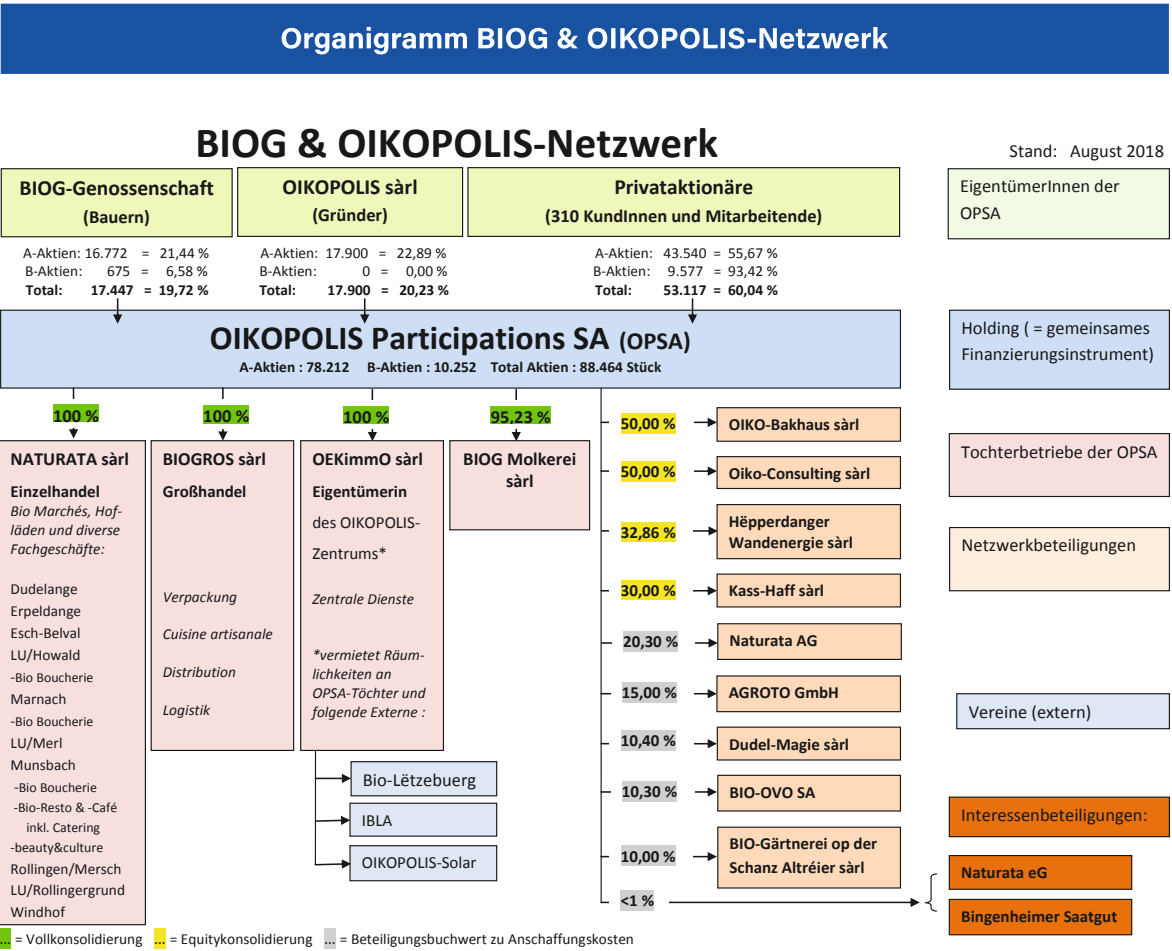 Organigramm BIOG & OIKOPOLIS-Netzwerk
BIOG & OIKOPOLIS-Netzwerk
Stand: August 2018
BIOG-Genossenschaft
(Bauern)
OIKOPOLIS sàrl
(Gründer)
Privataktionäre
(310 KundInnen und Mitarbeitende)
EigentümerInnen der
OPSA
A-Aktien: 16.772 = 21,44 %
B-Aktien: 675 = 6,58 %
Total: 17.447 = 19,72 %
A-Aktien: 17.900 = 22,89 %
B-Aktien: 0 = 0,00 %
Total: 17.900 = 20,23 %
A-Aktien: 43.540 = 55,67 %
B-Aktien: 9.577 = 93,42 %
Total: 53.117 = 60,04 %
OIKOPOLIS Participations SA (OPSA)
A-Aktien : 78.212 B-Aktien : 10.252 Total Aktien : 88.464 Stück
Holding ( = gemeinsames
Finanzierungsinstrument)
100 %
100 %
100 %
95,23 %
NATURATA sàrl
Einzelhandel
Bio Marchés, Hof-
läden und diverse
Fachgeschäfte:
Dudelange
Erpeldange
Esch-Belval
LU/Howald
-Bio Boucherie
Marnach
-Bio Boucherie
LU/Merl
Munsbach
-Bio Boucherie
-Bio-Resto & -Café
inkl. Catering
-beauty&culture
Rollingen/Mersch
LU/Rollingergrund
Windhof
BIOGROS sàrl
Großhandel
Verpackung
Cuisine artisanale
Distribution
Logistik
OEKimmO sàrl
Eigentümerin
des OIKOPOLIS-
Zentrums*
Zentrale Dienste
*vermietet Räum-
lichkeiten an
OPSA-Töchter und
folgende Externe :
Bio-Lëtzebuerg
IBLA
OIKOPOLIS-Solar
BIOG Molkerei
sàrl
50,00 %
OIKO-Bakhaus sàrl
50,00 %
Oiko-Consulting sàrl
32,86 %
Hëpperdanger
Wandenergie sàrl
30,00 %
Kass-Haff sàrl
20,30 %
Naturata AG
15,00 %
AGROTO GmbH
10,40 %
Dudel-Magie sàrl
10,30 %
BIO-OVO SA
10,00 %
BIO-Gärtnerei op der
Schanz Altréier sàrl
<1 %
Tochterbetriebe der OPSA
Netzwerkbeteiligungen
Vereine (extern)
Interessenbeteiligungen:
Naturata eG
Bingenheimer Saatgut
... = Vollkonsolidierung ... = Equitykonsolidierung ... = Beteiligungsbuchwert zu Anschaffungskosten